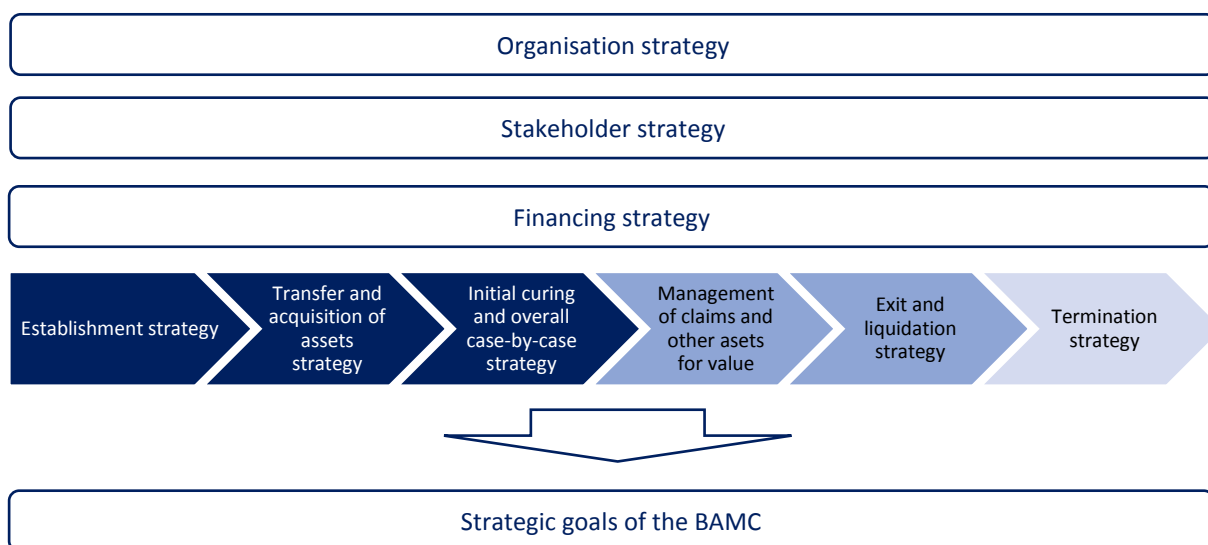 Organisation strategy
Stakeholder strategy
Financing strategy
Establishment strategy
Transfer and
acquisition of
assets
strategy
Initial curing
and overall
case-by-case
strategy
Management
of claims and
other asets
for value
Exit and
liquidation
strategy
Termination
strategy
Strategic goals of the BAMC